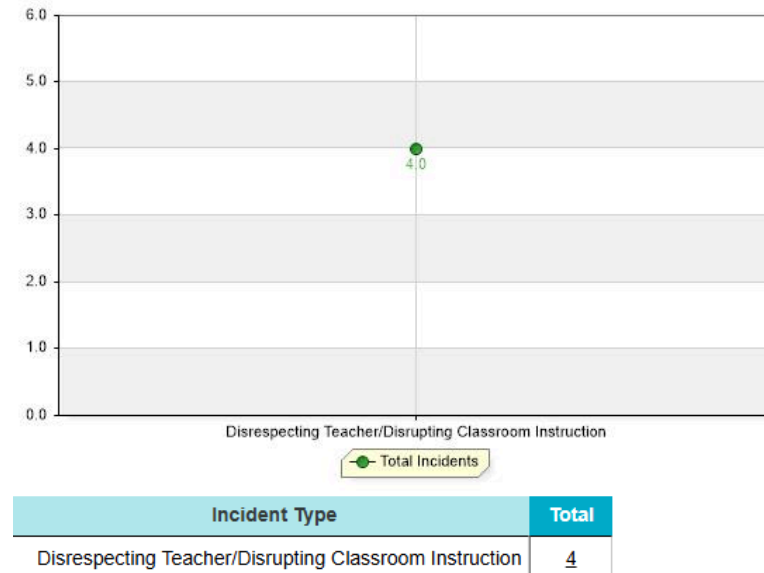 6.0
5.0
4.0
4.0
3.0
2.0
1.0
0.0
Disrespecting Teacher/Disrupting Classroom Instruction
Total Incidents
Incident Type Total
Disrespecting Teacher/Disrupting Classroom Instruction 4